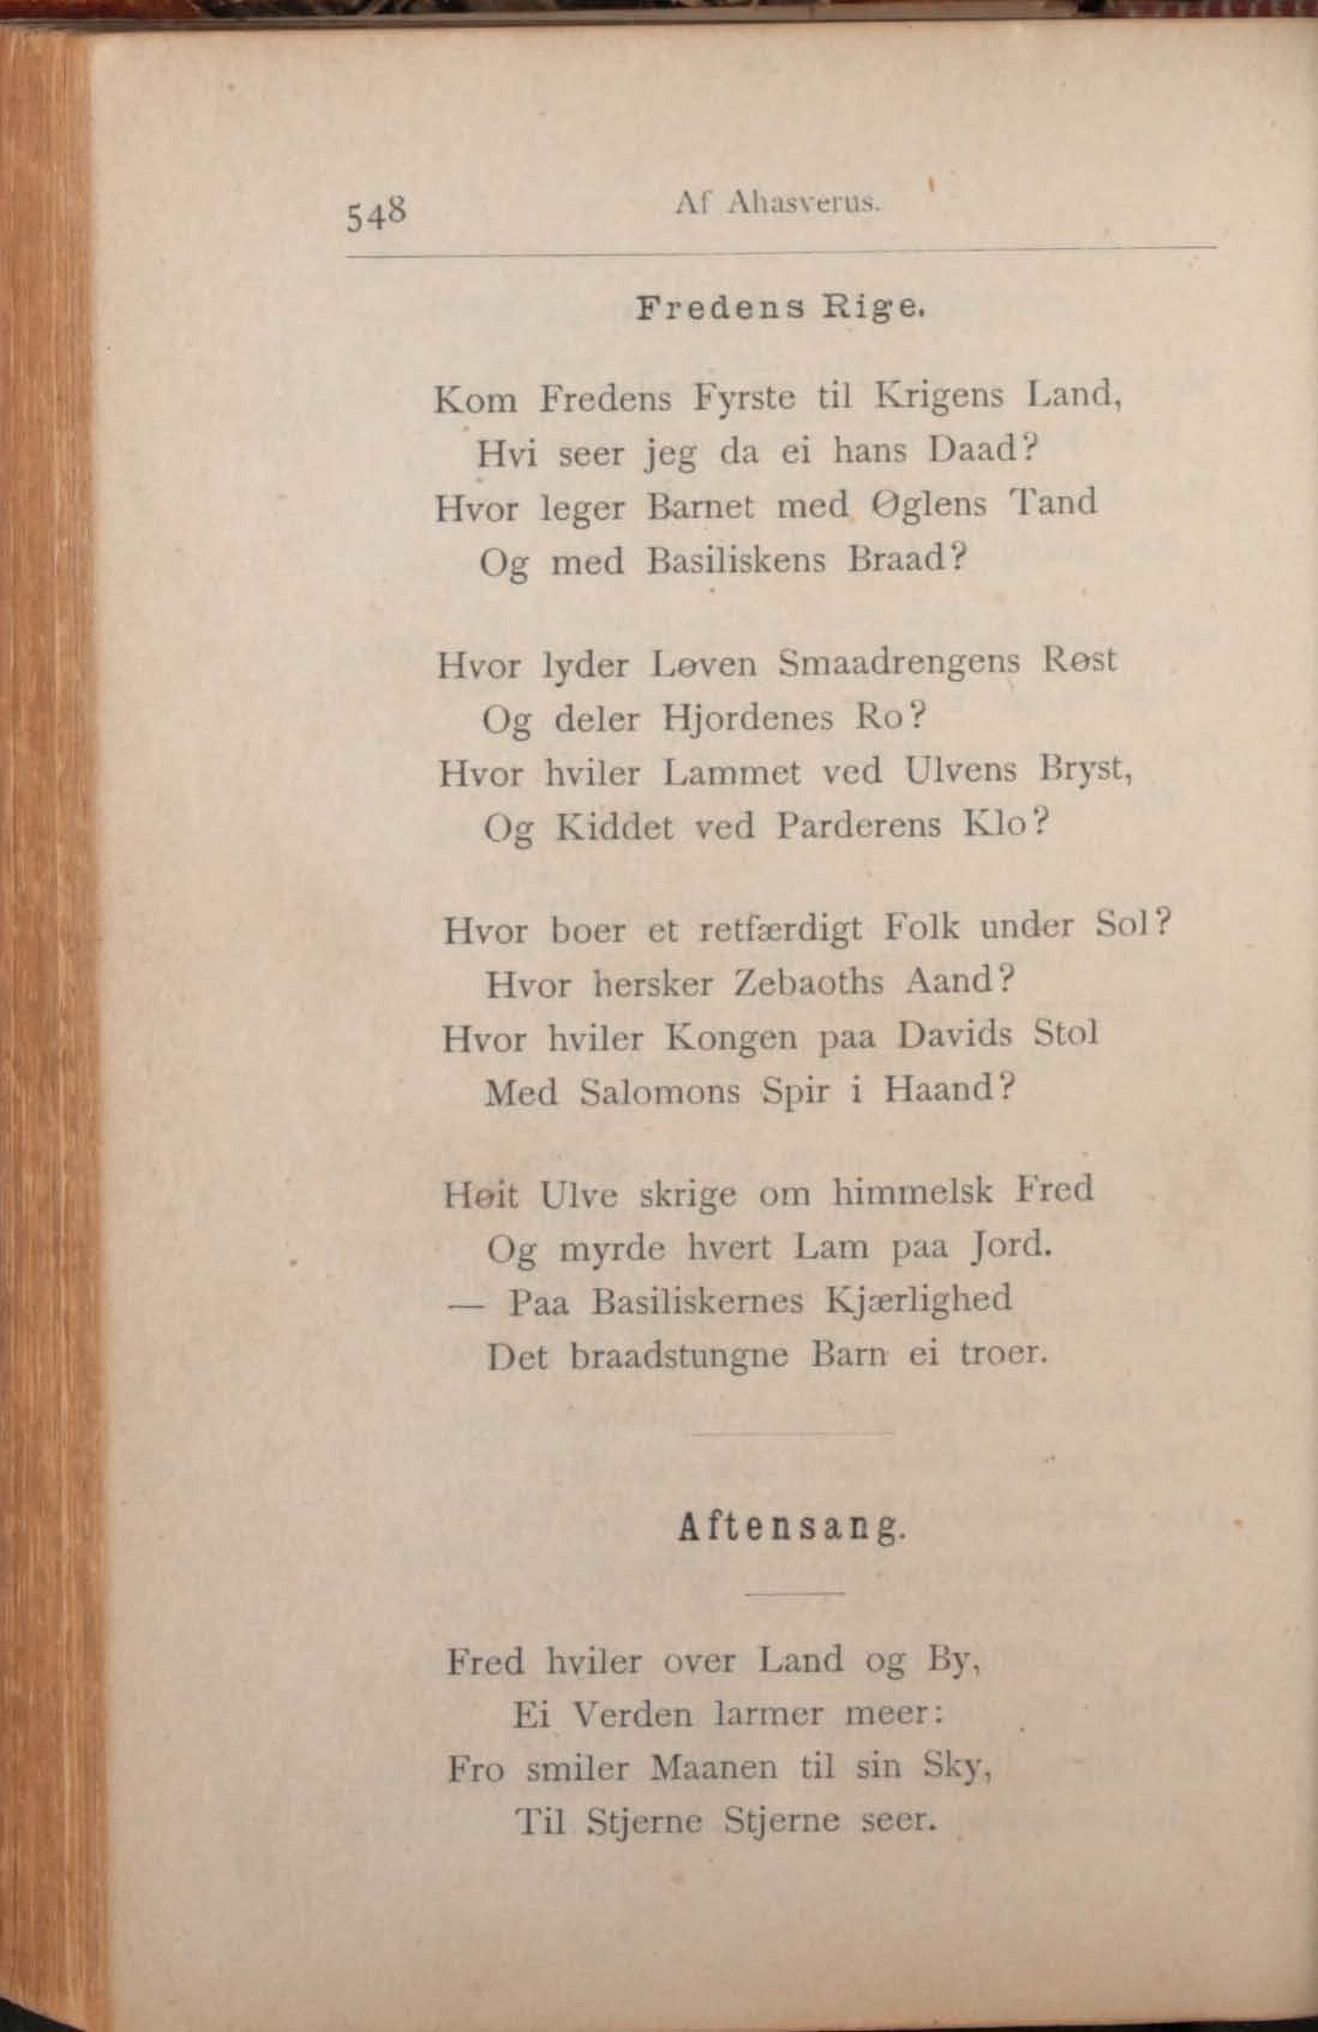 548
Af Ahasverus.
Fredens Rige.
Kom Fredens Fyrste til Krigens Land,
Hvi seer jeg da ei hans Daad?
Hvor leger Barnet med Øglens Tand
Og med Basiliskens Braad?
Hvor lyder Løven Smaadrengens Røst
Og deler Hjordenes Ro?
Hvor hviler Lammet ved Ulvens Bryst,
Og Kiddet ved Parderens Klo?
Hvor boer et retfærdigt Folk under Sol?
Hvor hersker Zebaoths Aand?
Hvor hviler Kongen paa Davids Stol
Med Salomons Spir i Haand?
Høit Ulve skrige om himmelsk Fred
Og myrde hvert Lam paa Jord.
— Paa Basiliskernes Kjærlighed
Det braadstungne Barn ei troer.
Aftensang.
Fred hviler over Land og By,
Ei Verden larmer meer:
Fro smiler Maanen til sin Sky,
Til Stjerne Stjerne seer.